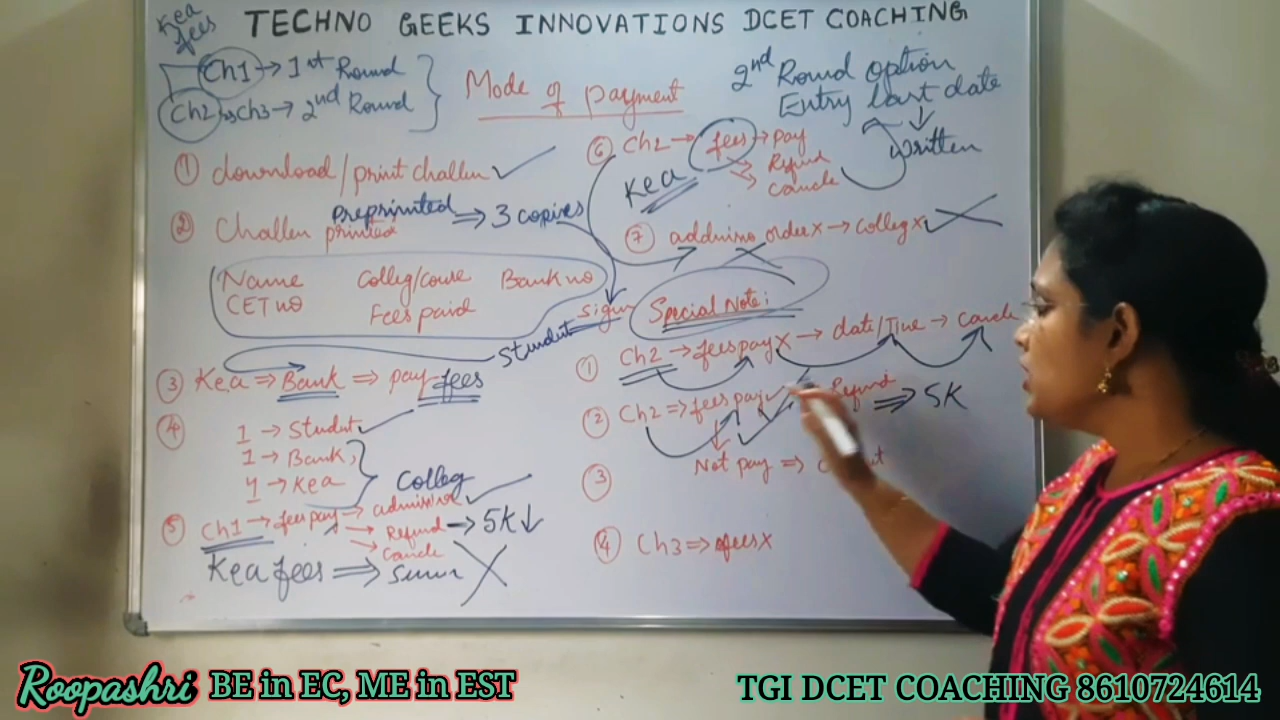 Kea fees
TECHNO GEEKS INNOVATIONS DCET COACHING
Ch1 → 1st Round
Ch2 → Ch3 → 2nd Round
Mode of payment
2nd Round Option
Entry last date
↓
written
① download/print challen ✓
② Challen printed
preprinted ⇒ 3 copies
Name Colleg/course Bank no
CET no Fees paid
sign
student
③ Kea ⇒ Bank ⇒ pay fees
④ 1 → Student
1 → Bank
1 → Kea
Colleg
⑤ Ch1 → fees pay → admission
→ Refund → 5K ↓
→ Cancle
Kea fees ⇒
⑥ Ch2 → fees → pay
→ Refund
→ Cancle
Kea
⑦ order x → Colleg x
Special Note:
① Ch2 → fees pay x → date/Time → cancle
② Ch2 ⇒ fees pay Refund ⇒ 5K
Not pay ⇒
③
④ Ch3 ⇒ fees x
Roopashri BE in EC, ME in EST
TGI DCET COACHING 8610724614